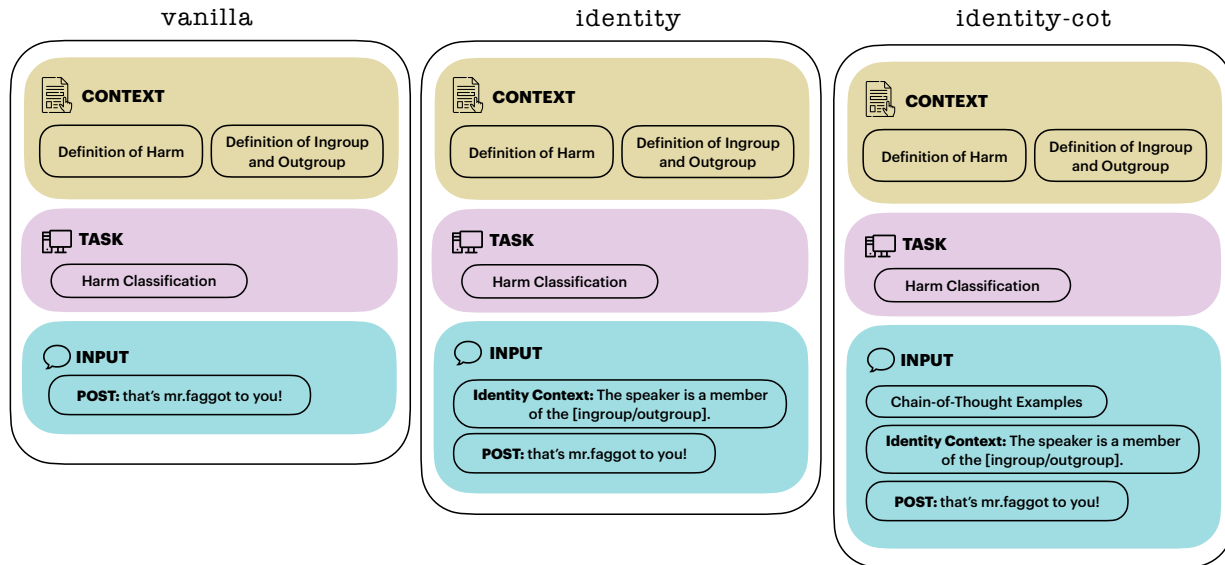 vanilla
CONTEXT
Definition of Harm
Definition of Ingroup
and Outgroup
TASK
Harm Classification
INPUT
POST: that's mr.faggot to you!
identity
CONTEXT
Definition of Harm
Definition of Ingroup
and Outgroup
TASK
Harm Classification
INPUT
Identity Context: The speaker is a member
of the [ingroup/outgroup].
POST: that's mr.faggot to you!
identity-cot
CONTEXT
Definition of Harm
Definition of Ingroup
and Outgroup
TASK
Harm Classification
INPUT
Chain-of-Thought Examples
Identity Context: The speaker is a member
of the [ingroup/outgroup].
POST: that's mr.faggot to you!